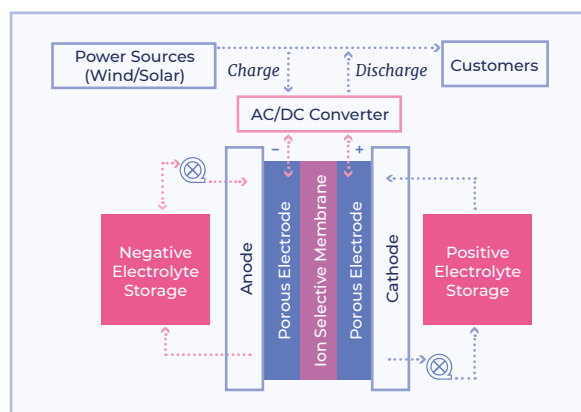 Power Sources
(Wind/Solar)
Charge
Discharge
Customers
AC/DC Converter
–
+
Negative
Electrolyte
Storage
Anode
Porous Electrode
Ion Selective Membrane
Porous Electrode
Cathode
Positive
Electrolyte
Storage